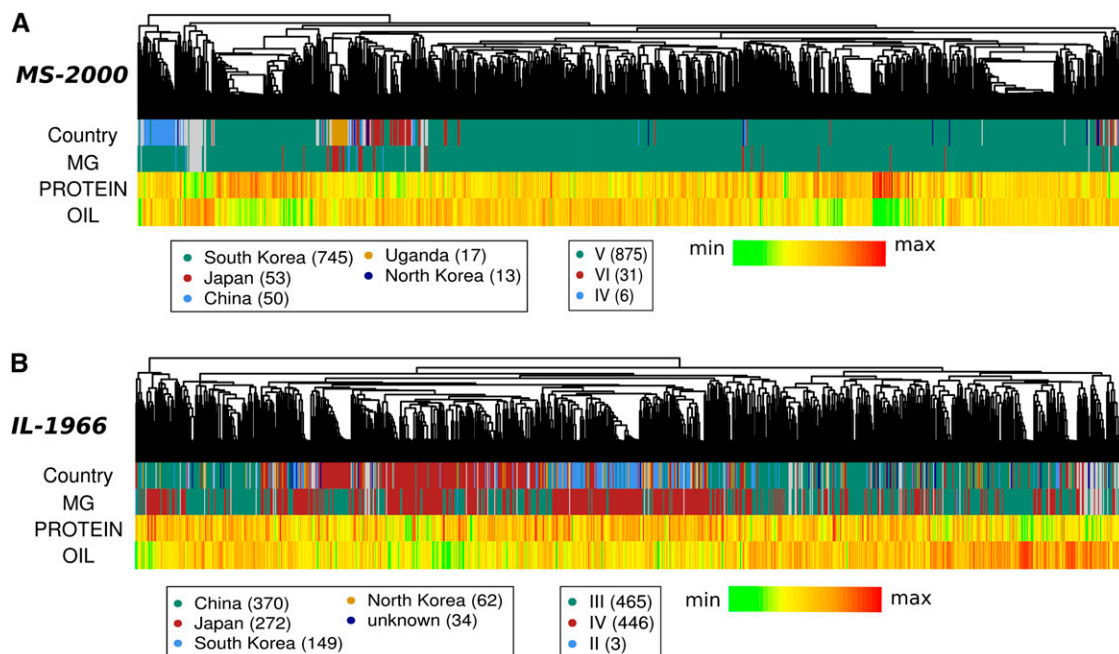 A
MS-2000
Country
MG
PROTEIN
OIL
South Korea (745)
Uganda (17)
Japan (53)
North Korea (13)
China (50)
V (875)
VI (31)
IV (6)
min
max
B
IL-1966
Country
MG
PROTEIN
OIL
China (370)
North Korea (62)
Japan (272)
unknown (34)
South Korea (149)
III (465)
IV (446)
II (3)
min
max